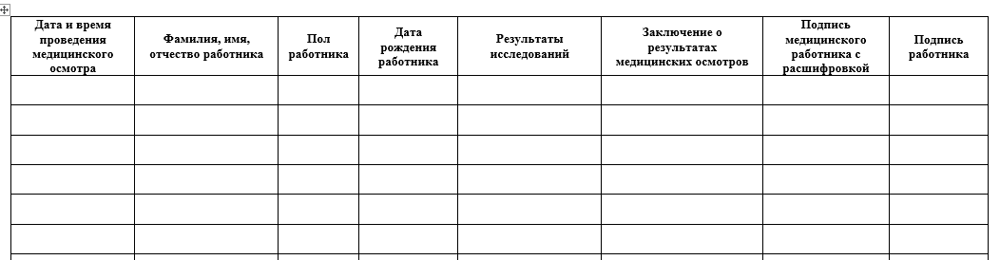 Дата и время
проведения
медицинского
осмотра
Фамилия, имя,
отчество работника
Пол
работника
Дата
рождения
работника
Результаты
исследований
Заключение о
результатах
медицинских осмотров
Подпись
медицинского
работника с
расшифровкой
Подпись
работника